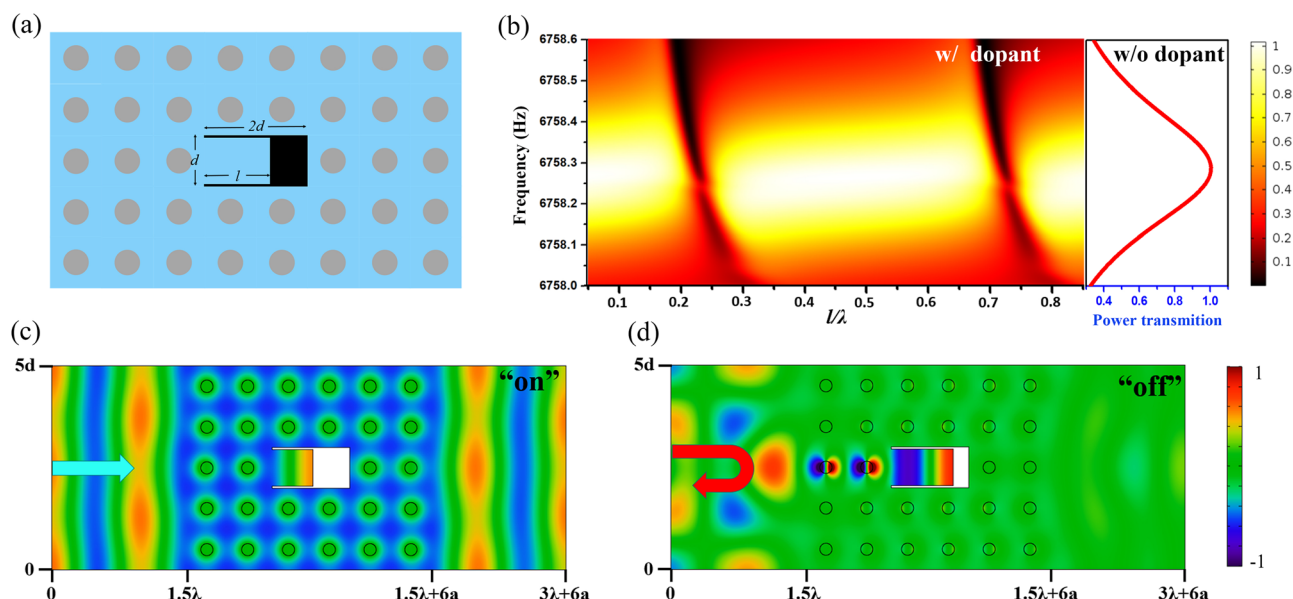 (a)
2d
d
l
(b)
6758.6
6758.5
6758.4
6758.3
6758.2
6758.1
6758.0
Frequency (Hz)
w/ dopant
0.1 0.2 0.3 0.4 0.5 0.6 0.7 0.8
l/λ
w/o dopant
0.4 0.6 0.8 1.0
Power transmition
1
0.9
0.8
0.7
0.6
0.5
0.4
0.3
0.2
0.1
(c)
5d
"on"
0
0 1.5λ 1.5λ+6a 3λ+6a
(d)
5d
"off"
0
0 1.5λ 1.5λ+6a 3λ+6a
1
-1